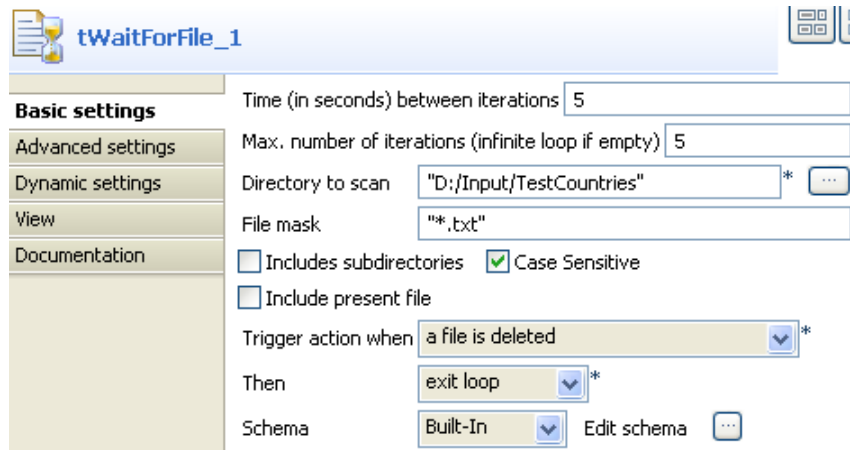 tWaitForFile_1
Basic settings
Advanced settings
Dynamic settings
View
Documentation
Time (in seconds) between iterations 5
Max. number of iterations (infinite loop if empty) 5
Directory to scan "D:/Input/TestCountries" * ...
File mask "*.txt"
Includes subdirectories Case Sensitive
Include present file
Trigger action when a file is deleted *
Then exit loop *
Schema Built-In Edit schema ...